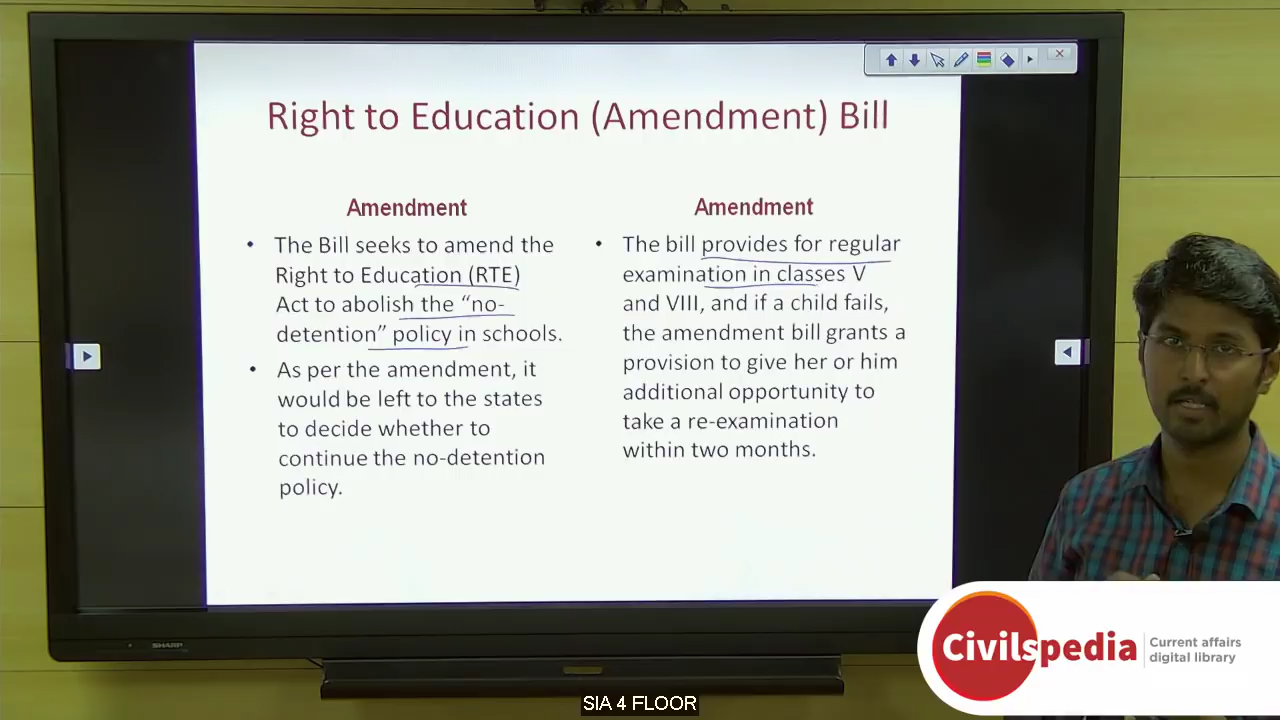 Right to Education (Amendment) Bill
Amendment
• The Bill seeks to amend the
Right to Education (RTE)
Act to abolish the “no-
detention” policy in schools.
• As per the amendment, it
would be left to the states
to decide whether to
continue the no-detention
policy.
Amendment
• The bill provides for regular
examination in classes V
and VIII, and if a child fails,
the amendment bill grants a
provision to give her or him
additional opportunity to
take a re-examination
within two months.
SHARP
Civilspedia
Current affairs
digital library
SIA 4 FLOOR